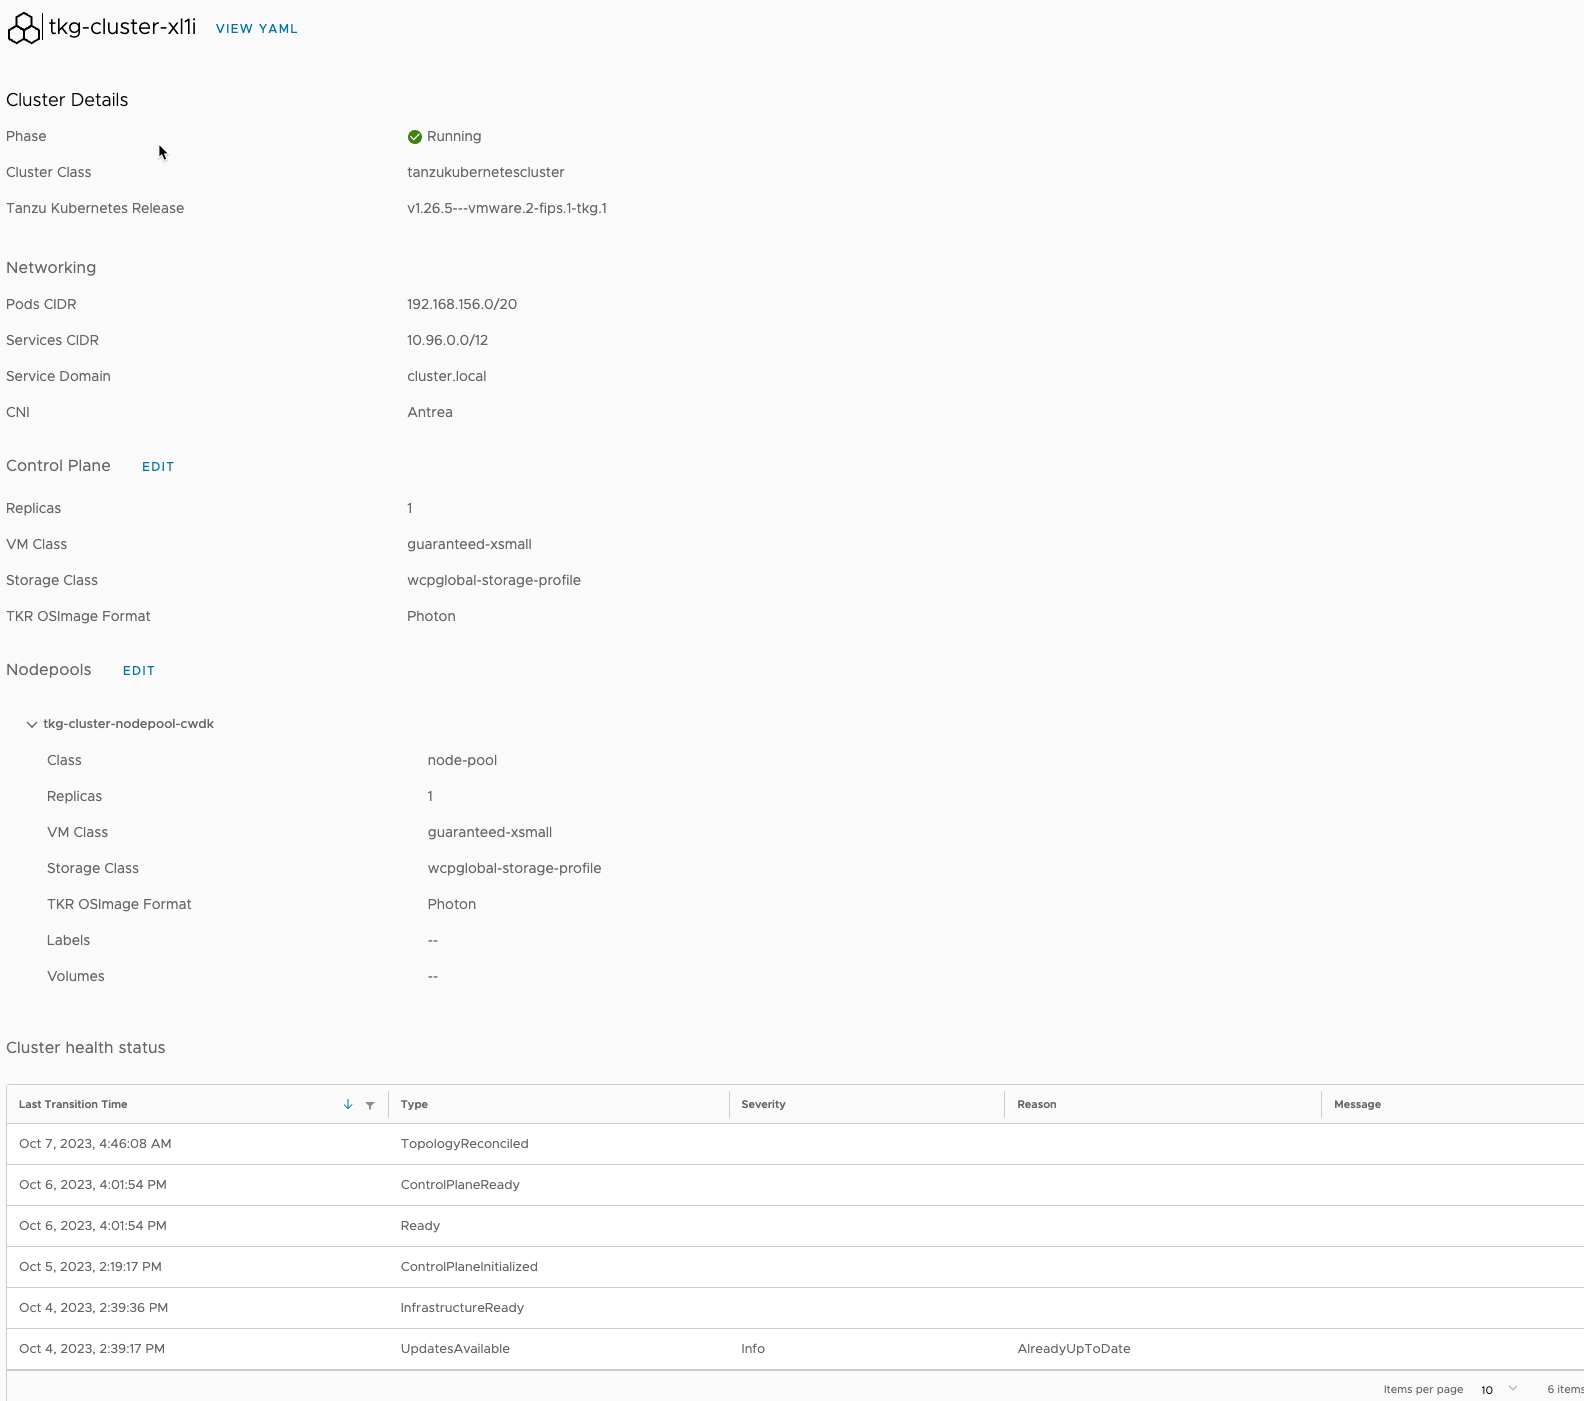 tkg-cluster-xl1i VIEW YAML
Cluster Details
Phase Running
Cluster Class tanzukubernetescluster
Tanzu Kubernetes Release v1.26.5---vmware.2-fips.1-tkg.1
Networking
Pods CIDR 192.168.156.0/20
Services CIDR 10.96.0.0/12
Service Domain cluster.local
CNI Antrea
Control Plane EDIT
Replicas 1
VM Class guaranteed-xsmall
Storage Class wcpglobal-storage-profile
TKR OSImage Format Photon
Nodepools EDIT
tkg-cluster-nodepool-cwdk
Class node-pool
Replicas 1
VM Class guaranteed-xsmall
Storage Class wcpglobal-storage-profile
TKR OSImage Format Photon
Labels --
Volumes --
Cluster health status
Last Transition Time Type Severity Reason Message
Oct 7, 2023, 4:46:08 AM TopologyReconciled
Oct 6, 2023, 4:01:54 PM ControlPlaneReady
Oct 6, 2023, 4:01:54 PM Ready
Oct 5, 2023, 2:19:17 PM ControlPlaneInitialized
Oct 4, 2023, 2:39:36 PM InfrastructureReady
Oct 4, 2023, 2:39:17 PM UpdatesAvailable Info AlreadyUpToDate
Items per page 10 6 items